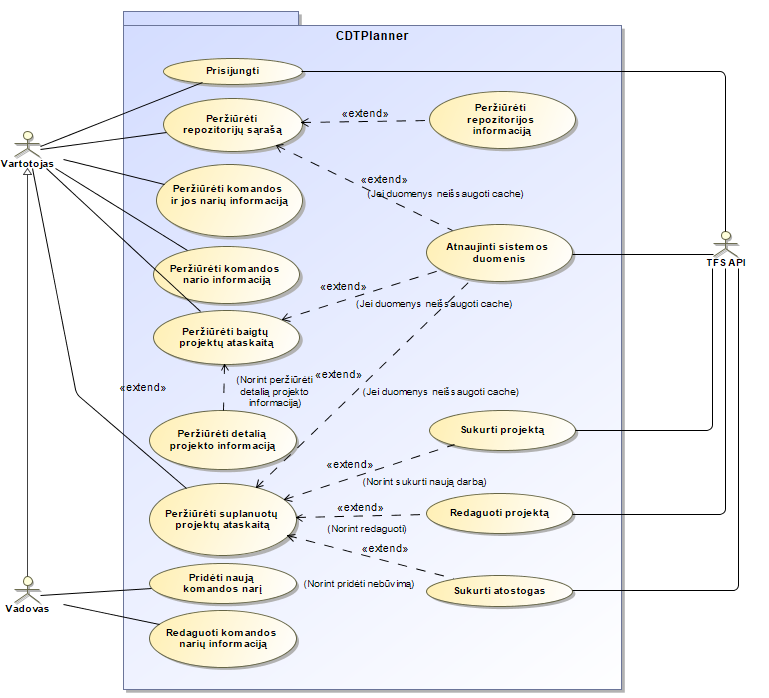 CDTPlanner
Prisijungti
Peržiūrėti
repozitorijų sąrašą
«extend»
Peržiūrėti
repozitorijos
informaciją
Vartotojas
Peržiūrėti komandos
ir jos narių informaciją
«extend»
(Jei duomenys neišsaugoti cache)
Atnaujinti sistemos
duomenis
TFS API
Peržiūrėti komandos
nario informaciją
«extend»
(Jei duomenys neišsaugoti cache)
Peržiūrėti baigtų
projektų ataskaitą
«extend»
(Norint peržiūrėti
detalią projekto
informaciją)
«extend»
(Jei duomenys neišsaugoti cache)
Peržiūrėti detalią
projekto informaciją
Sukurti projektą
«extend»
(Norint sukurti naują darbą)
Peržiūrėti suplanuotų
projektų ataskaitą
«extend»
(Norint redaguoti)
Redaguoti projektą
«extend»
(Norint pridėti nebūvimą)
Sukurti atostogas
Pridėti naują
komandos narį
Vadovas
Redaguoti komandos
narių informaciją